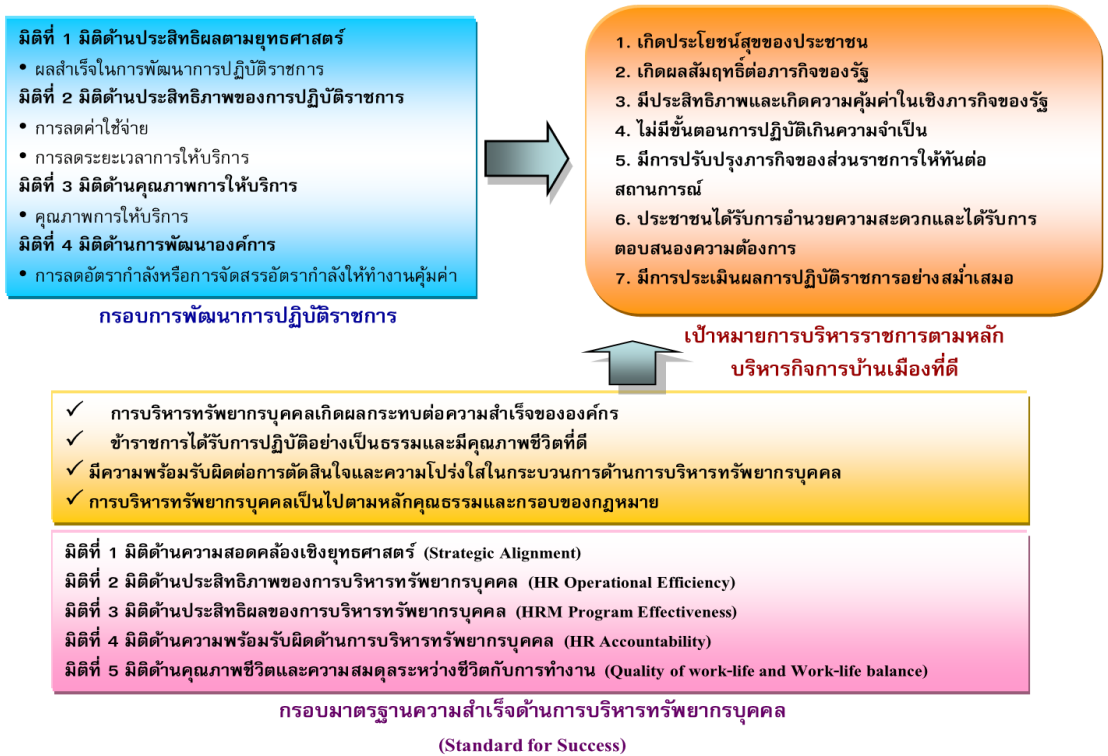 มิติที่ 1 มิติด้านประสิทธิผลตามยุทธศาสตร์
• ผลสำเร็จในการพัฒนาการปฏิบัติราชการ
มิติที่ 2 มิติด้านประสิทธิภาพของการปฏิบัติราชการ
• การลดค่าใช้จ่าย
• การลดระยะเวลาการให้บริการ
มิติที่ 3 มิติด้านคุณภาพการให้บริการ
• คุณภาพการให้บริการ
มิติที่ 4 มิติด้านการพัฒนาองค์การ
• การลดอัตรากำลังหรือการจัดสรรอัตรากำลังให้ทำงานคุ้มค่า
กรอบการพัฒนาการปฏิบัติราชการ
1. เกิดประโยชน์สุขของประชาชน
2. เกิดผลสัมฤทธิ์ต่อภารกิจของรัฐ
3. มีประสิทธิภาพและเกิดความคุ้มค่าในเชิงภารกิจของรัฐ
4. ไม่มีขั้นตอนการปฏิบัติเกินความจำเป็น
5. มีการปรับปรุงภารกิจของส่วนราชการให้ทันต่อ
สถานการณ์
6. ประชาชนได้รับการอำนวยความสะดวกและได้รับการ
ตอบสนองความต้องการ
7. มีการประเมินผลการปฏิบัติราชการอย่างสม่ำเสมอ
เป้าหมายการบริหารราชการตามหลัก
บริหารกิจการบ้านเมืองที่ดี
✓ การบริหารทรัพยากรบุคคลเกิดผลกระทบต่อความสำเร็จขององค์กร
✓ ข้าราชการได้รับการปฏิบัติอย่างเป็นธรรมและมีคุณภาพชีวิตที่ดี
✓ มีความพร้อมรับผิดต่อการตัดสินใจและความโปร่งใสในกระบวนการด้านการบริหารทรัพยากรบุคคล
✓ การบริหารทรัพยากรบุคคลเป็นไปตามหลักคุณธรรมและกรอบของกฎหมาย
มิติที่ 1 มิติด้านความสอดคล้องเชิงยุทธศาสตร์ (Strategic Alignment)
มิติที่ 2 มิติด้านประสิทธิภาพของการบริหารทรัพยากรบุคคล (HR Operational Efficiency)
มิติที่ 3 มิติด้านประสิทธิผลของการบริหารทรัพยากรบุคคล (HRM Program Effectiveness)
มิติที่ 4 มิติด้านความพร้อมรับผิดด้านการบริหารทรัพยากรบุคคล (HR Accountability)
มิติที่ 5 มิติด้านคุณภาพชีวิตและความสมดุลระหว่างชีวิตกับการทำงาน (Quality of work-life and Work-life balance)
กรอบมาตรฐานความสำเร็จด้านการบริหารทรัพยากรบุคคล
(Standard for Success)